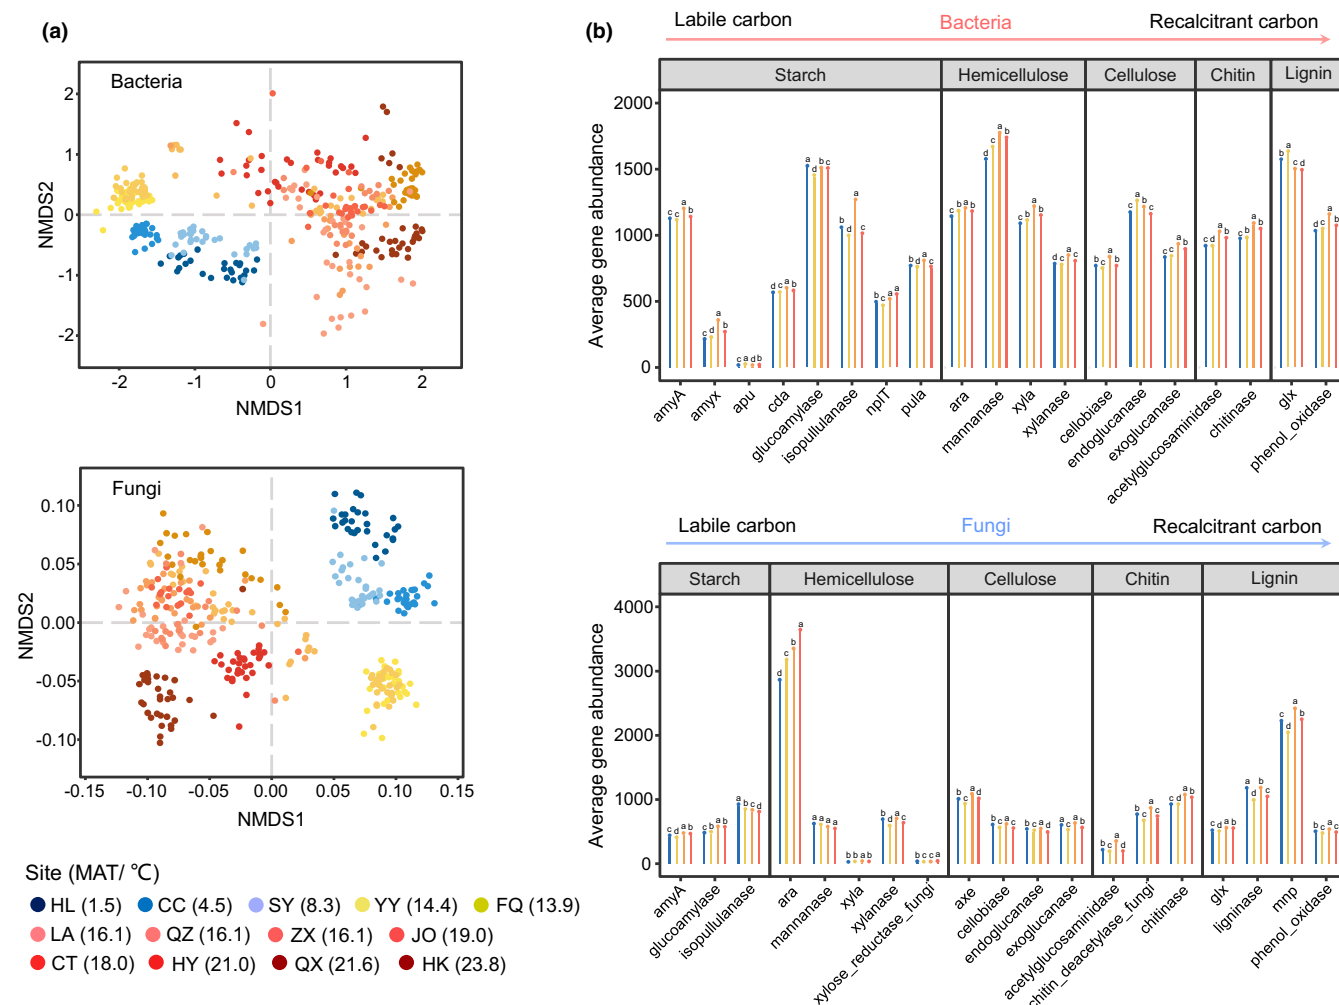 (a)
Bacteria
2
1
0
-1
-2
NMDS2
-2 -1 0 1 2
NMDS1
Fungi
0.10
0.05
0.00
-0.05
-0.10
NMDS2
-0.15 -0.10 -0.05 0.00 0.05 0.10 0.15
NMDS1
Site (MAT/ ℃)
HL (1.5) CC (4.5) SY (8.3) YY (14.4) FQ (13.9)
LA (16.1) QZ (16.1) ZX (16.1) JO (19.0)
CT (18.0) HY (21.0) QX (21.6) HK (23.8)
(b)
Labile carbon Bacteria Recalcitrant carbon
Starch Hemicellulose Cellulose Chitin Lignin
2000
1500
1000
500
0
Average gene abundance
amyA amyx apu cda glucoamylase isopullulanase nplT pula ara mannanase xyla xylanase cellobiase endoglucanase exoglucanase acetylglucosaminidase chitinase glx phenol_oxidase
Labile carbon Fungi Recalcitrant carbon
Starch Hemicellulose Cellulose Chitin Lignin
4000
3000
2000
1000
0
Average gene abundance
amyA glucoamylase isopullulanase ara mannanase xyla xylanase xylose_reductase_fungi axe cellobiase endoglucanase exoglucanase acetylglucosaminidase chitin_deacetylase_fungi chitinase glx ligninase mnp phenol_oxidase